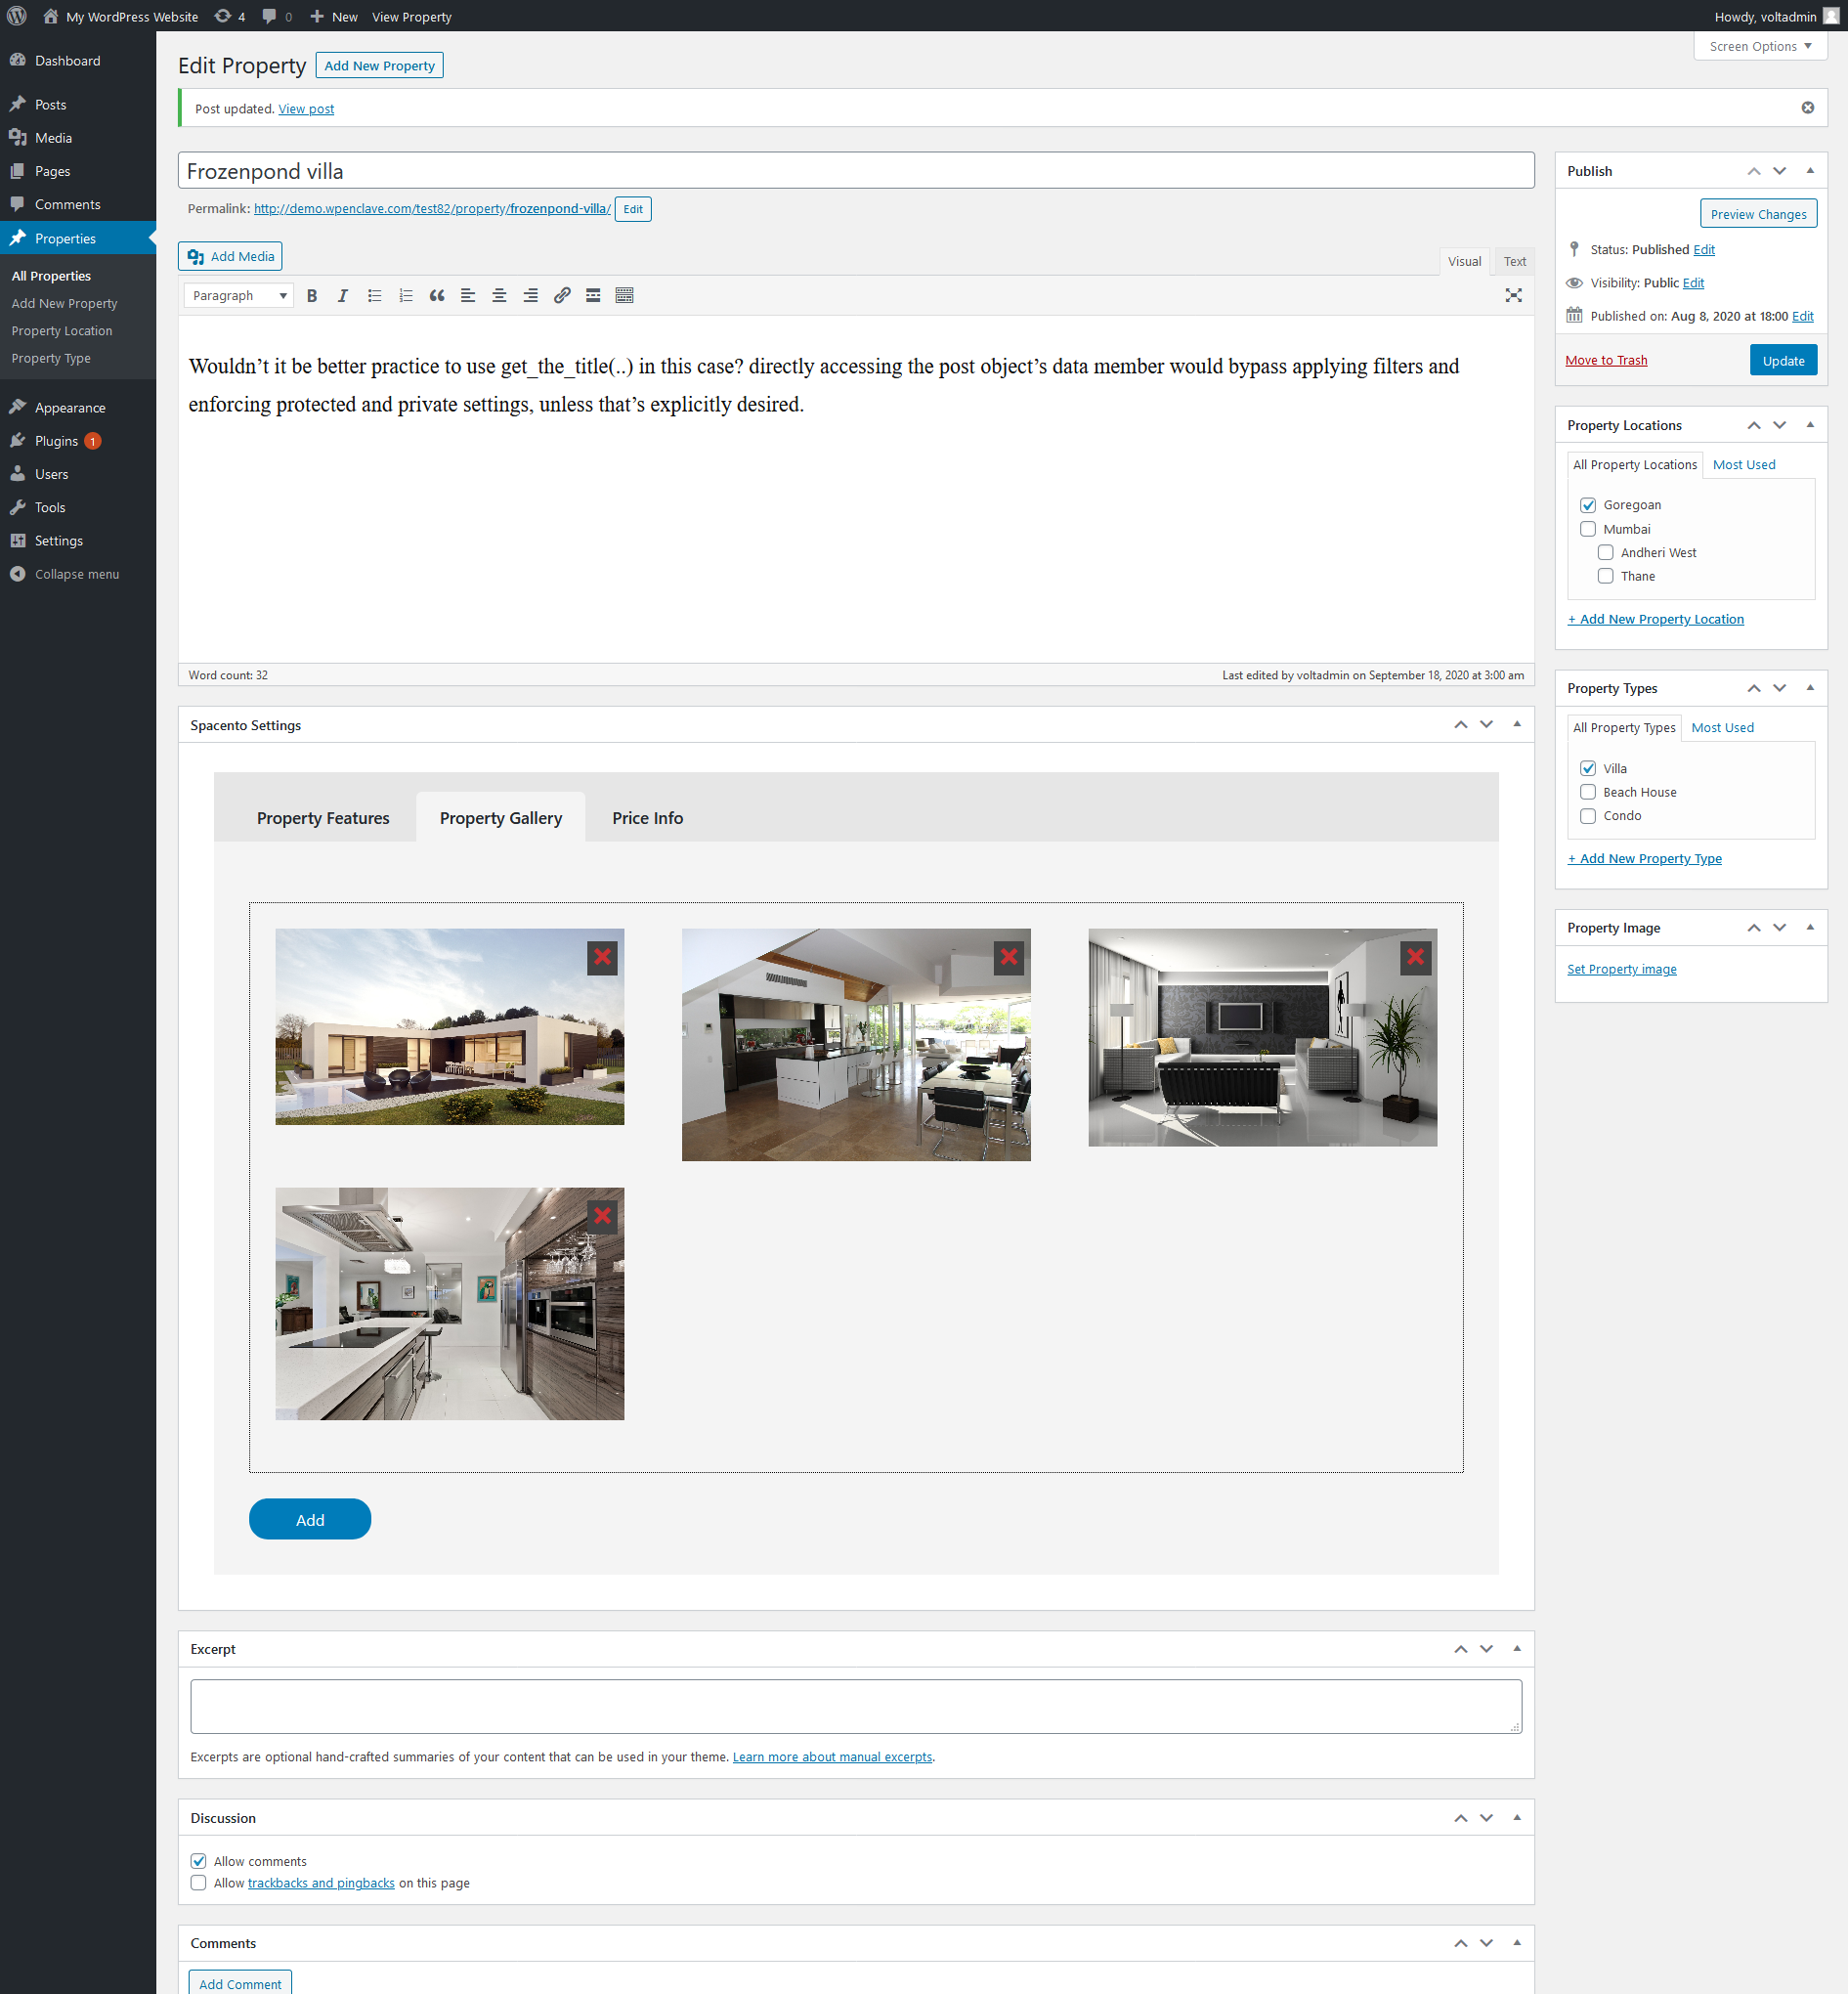 My WordPress Website 4 0 New View Property Howdy, voltadmin
Screen Options
Dashboard
Posts
Media
Pages
Comments
Properties
All Properties
Add New Property
Property Location
Property Type
Appearance
Plugins 1
Users
Tools
Settings
Collapse menu
Edit Property Add New Property
Post updated. View post
Frozenpond villa
Permalink: http://demo.wpenclave.com/test82/property/frozenpond-villa/ Edit
Add Media
Visual Text
Paragraph
Wouldn’t it be better practice to use get_the_title(..) in this case? directly accessing the post object’s data member would bypass applying filters and
enforcing protected and private settings, unless that’s explicitly desired.
Word count: 32 Last edited by voltadmin on September 18, 2020 at 3:00 am
Spacento Settings
Property Features Property Gallery Price Info
Add
Excerpt
Excerpts are optional hand-crafted summaries of your content that can be used in your theme. Learn more about manual excerpts.
Discussion
Allow comments
Allow trackbacks and pingbacks on this page
Comments
Add Comment
Publish
Preview Changes
Status: Published Edit
Visibility: Public Edit
Published on: Aug 8, 2020 at 18:00 Edit
Move to Trash Update
Property Locations
All Property Locations Most Used
Goregoan
Mumbai
Andheri West
Thane
+ Add New Property Location
Property Types
All Property Types Most Used
Villa
Beach House
Condo
+ Add New Property Type
Property Image
Set Property image